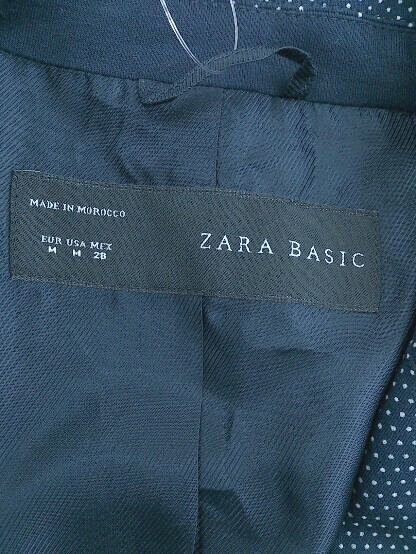 MADE IN MOROCCO
EUR USA MEX
M M 28
ZARA BASIC